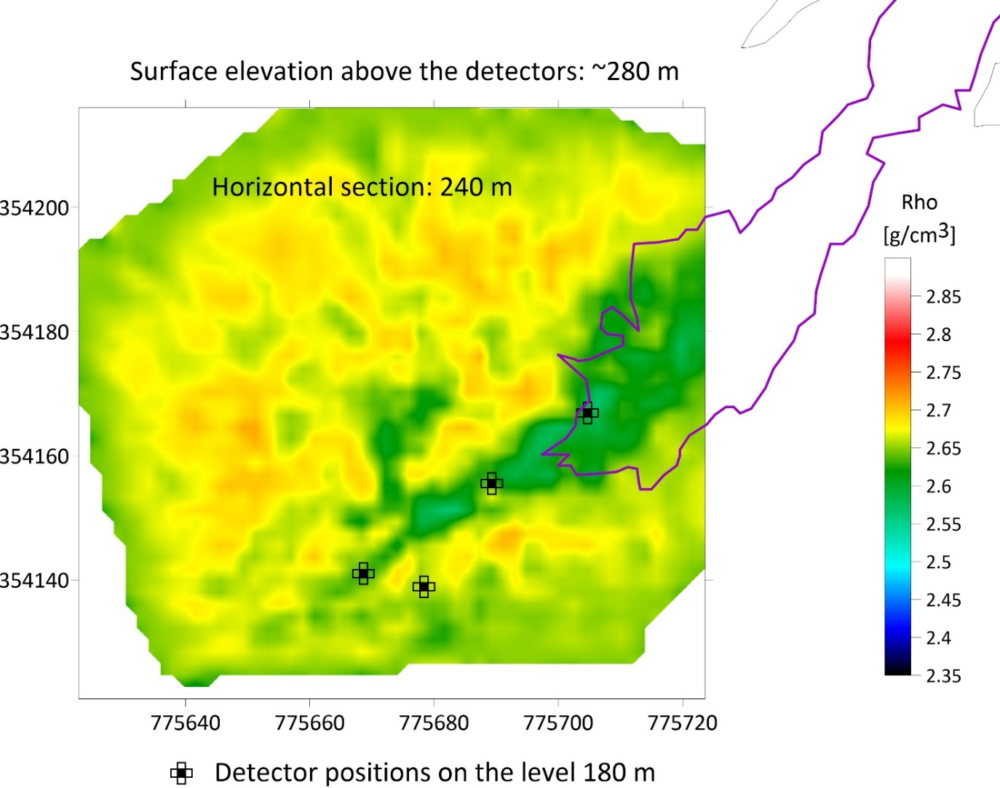 Surface elevation above the detectors: ~280 m
Horizontal section: 240 m
354200
354180
354160
354140
775640 775660 775680 775700 775720
Rho
[g/cm3]
2.85
2.8
2.75
2.7
2.65
2.6
2.55
2.5
2.45
2.4
2.35
Detector positions on the level 180 m